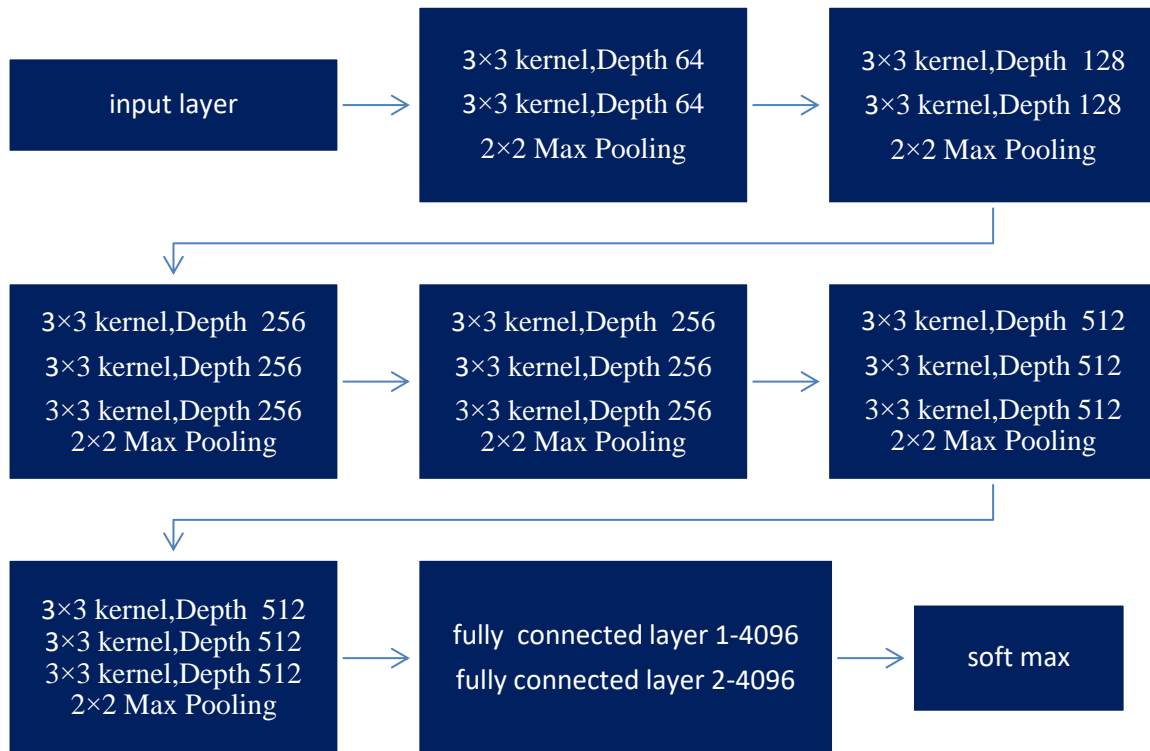 input layer
3×3 kernel,Depth 64
3×3 kernel,Depth 64
2×2 Max Pooling
3×3 kernel,Depth 128
3×3 kernel,Depth 128
2×2 Max Pooling
3×3 kernel,Depth 256
3×3 kernel,Depth 256
3×3 kernel,Depth 256
2×2 Max Pooling
3×3 kernel,Depth 256
3×3 kernel,Depth 256
3×3 kernel,Depth 256
2×2 Max Pooling
3×3 kernel,Depth 512
3×3 kernel,Depth 512
3×3 kernel,Depth 512
2×2 Max Pooling
3×3 kernel,Depth 512
3×3 kernel,Depth 512
3×3 kernel,Depth 512
2×2 Max Pooling
fully connected layer 1-4096
fully connected layer 2-4096
soft max